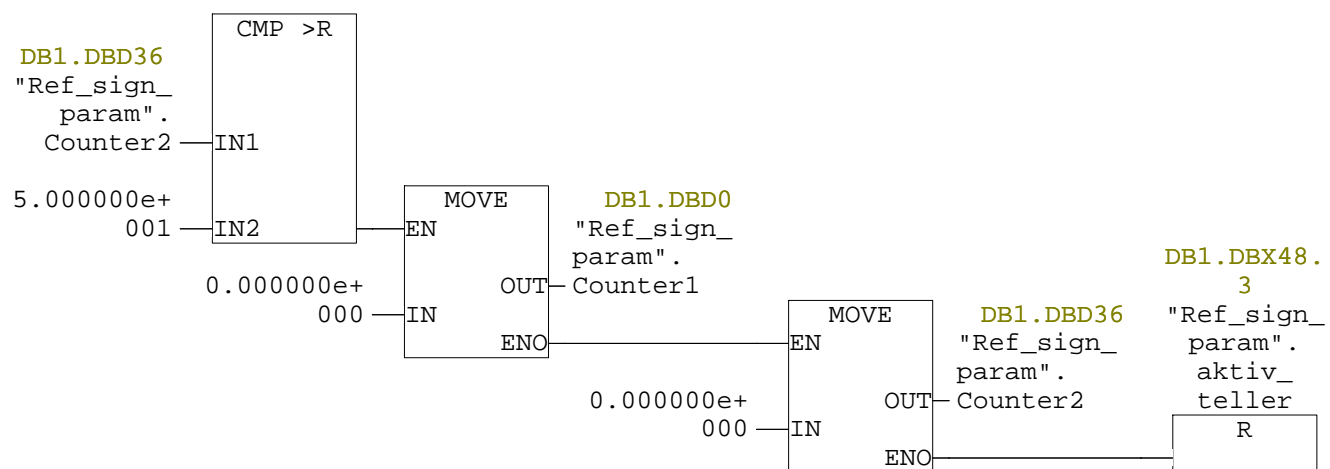 CMP >R
DB1.DBD36
"Ref_sign_
param".
Counter2
IN1
5.000000e+
001
IN2
MOVE
EN
DB1.DBD0
"Ref_sign_
param".
Counter1
OUT
0.000000e+
000
IN
ENO
MOVE
EN
DB1.DBD36
"Ref_sign_
param".
Counter2
OUT
0.000000e+
000
IN
ENO
DB1.DBX48.
3
"Ref_sign_
param".
aktiv_
teller
R